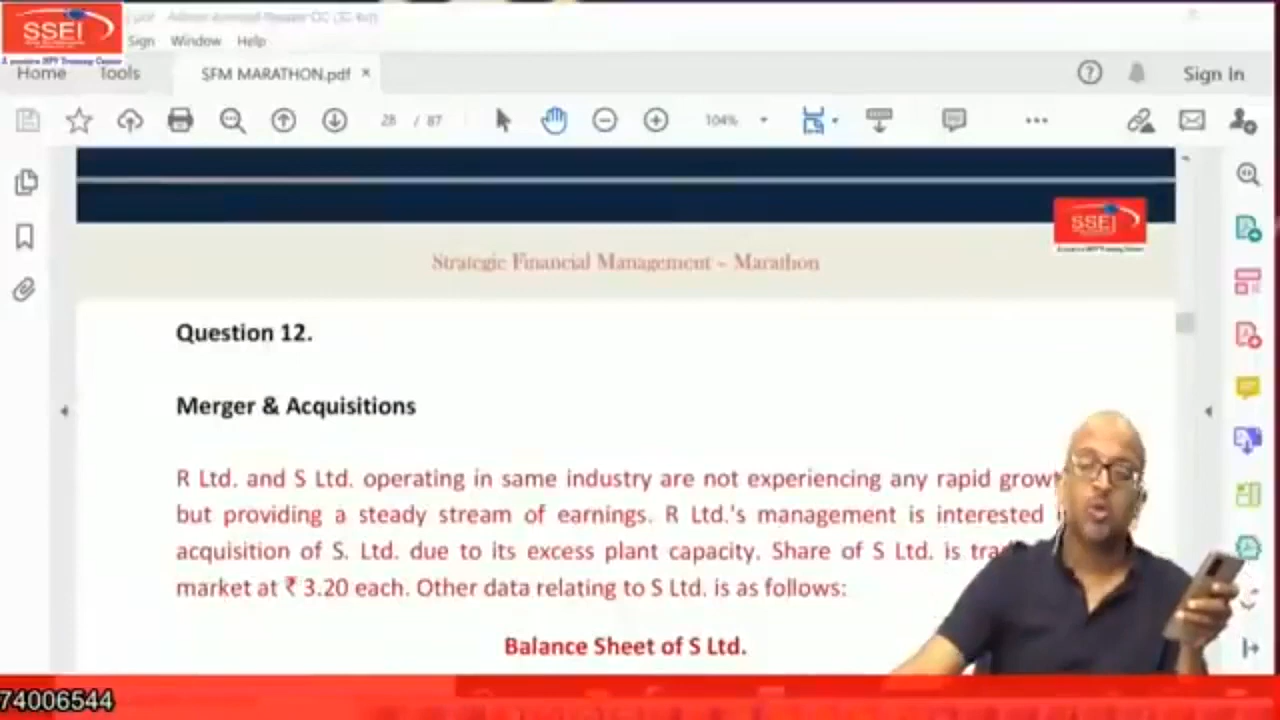 SSEI
Sign Window Help
Home Tools SFM MARATHON.pdf × Sign In
28 / 87 104%
SSEI
Strategic Financial Management – Marathon
Question 12.
Merger & Acquisitions
R Ltd. and S Ltd. operating in same industry are not experiencing any rapid
but providing a steady stream of earnings. R Ltd.'s management is interested
acquisition of S. Ltd. due to its excess plant capacity. Share of S Ltd. is
market at ₹ 3.20 each. Other data relating to S Ltd. is as follows:
Balance Sheet of S Ltd.
74006544